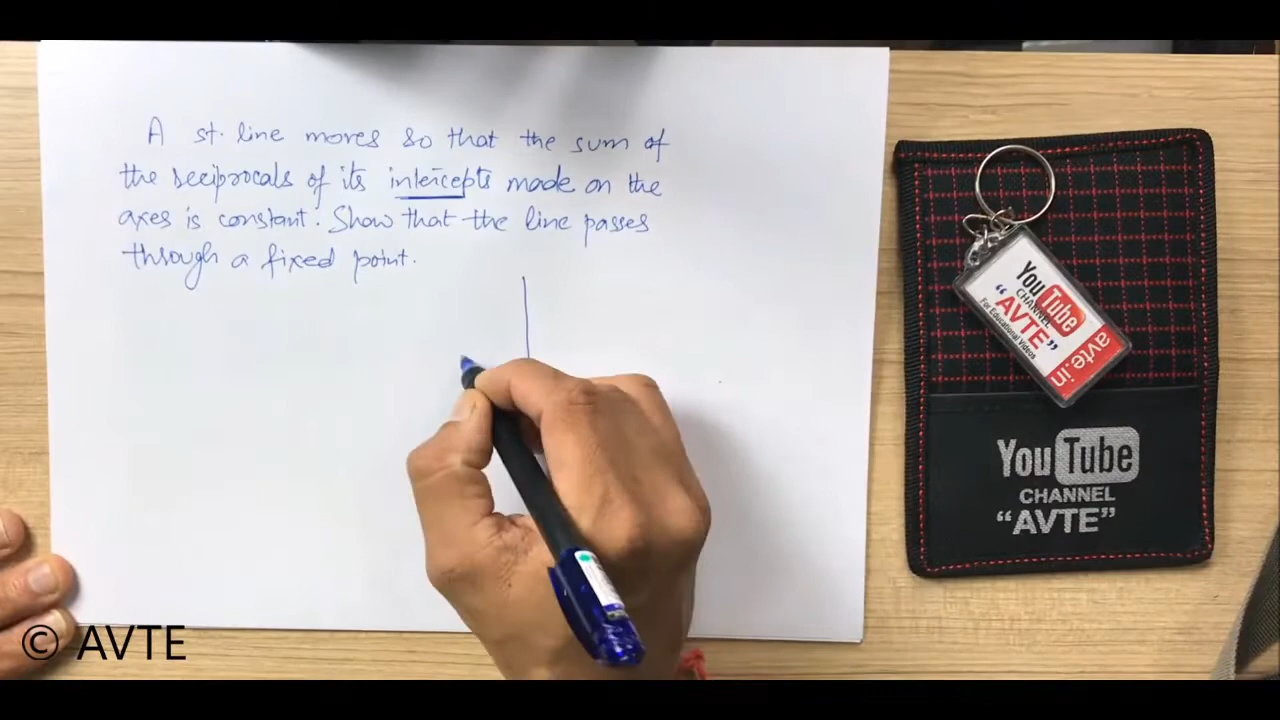 A st. line moves so that the sum of
the reciprocals of its intercepts made on the
axes is constant. Show that the line passes
through a fixed point.
YouTube
CHANNEL
"AVTE"
For Educational Videos
avte.in
YouTube
CHANNEL
"AVTE"
© AVTE